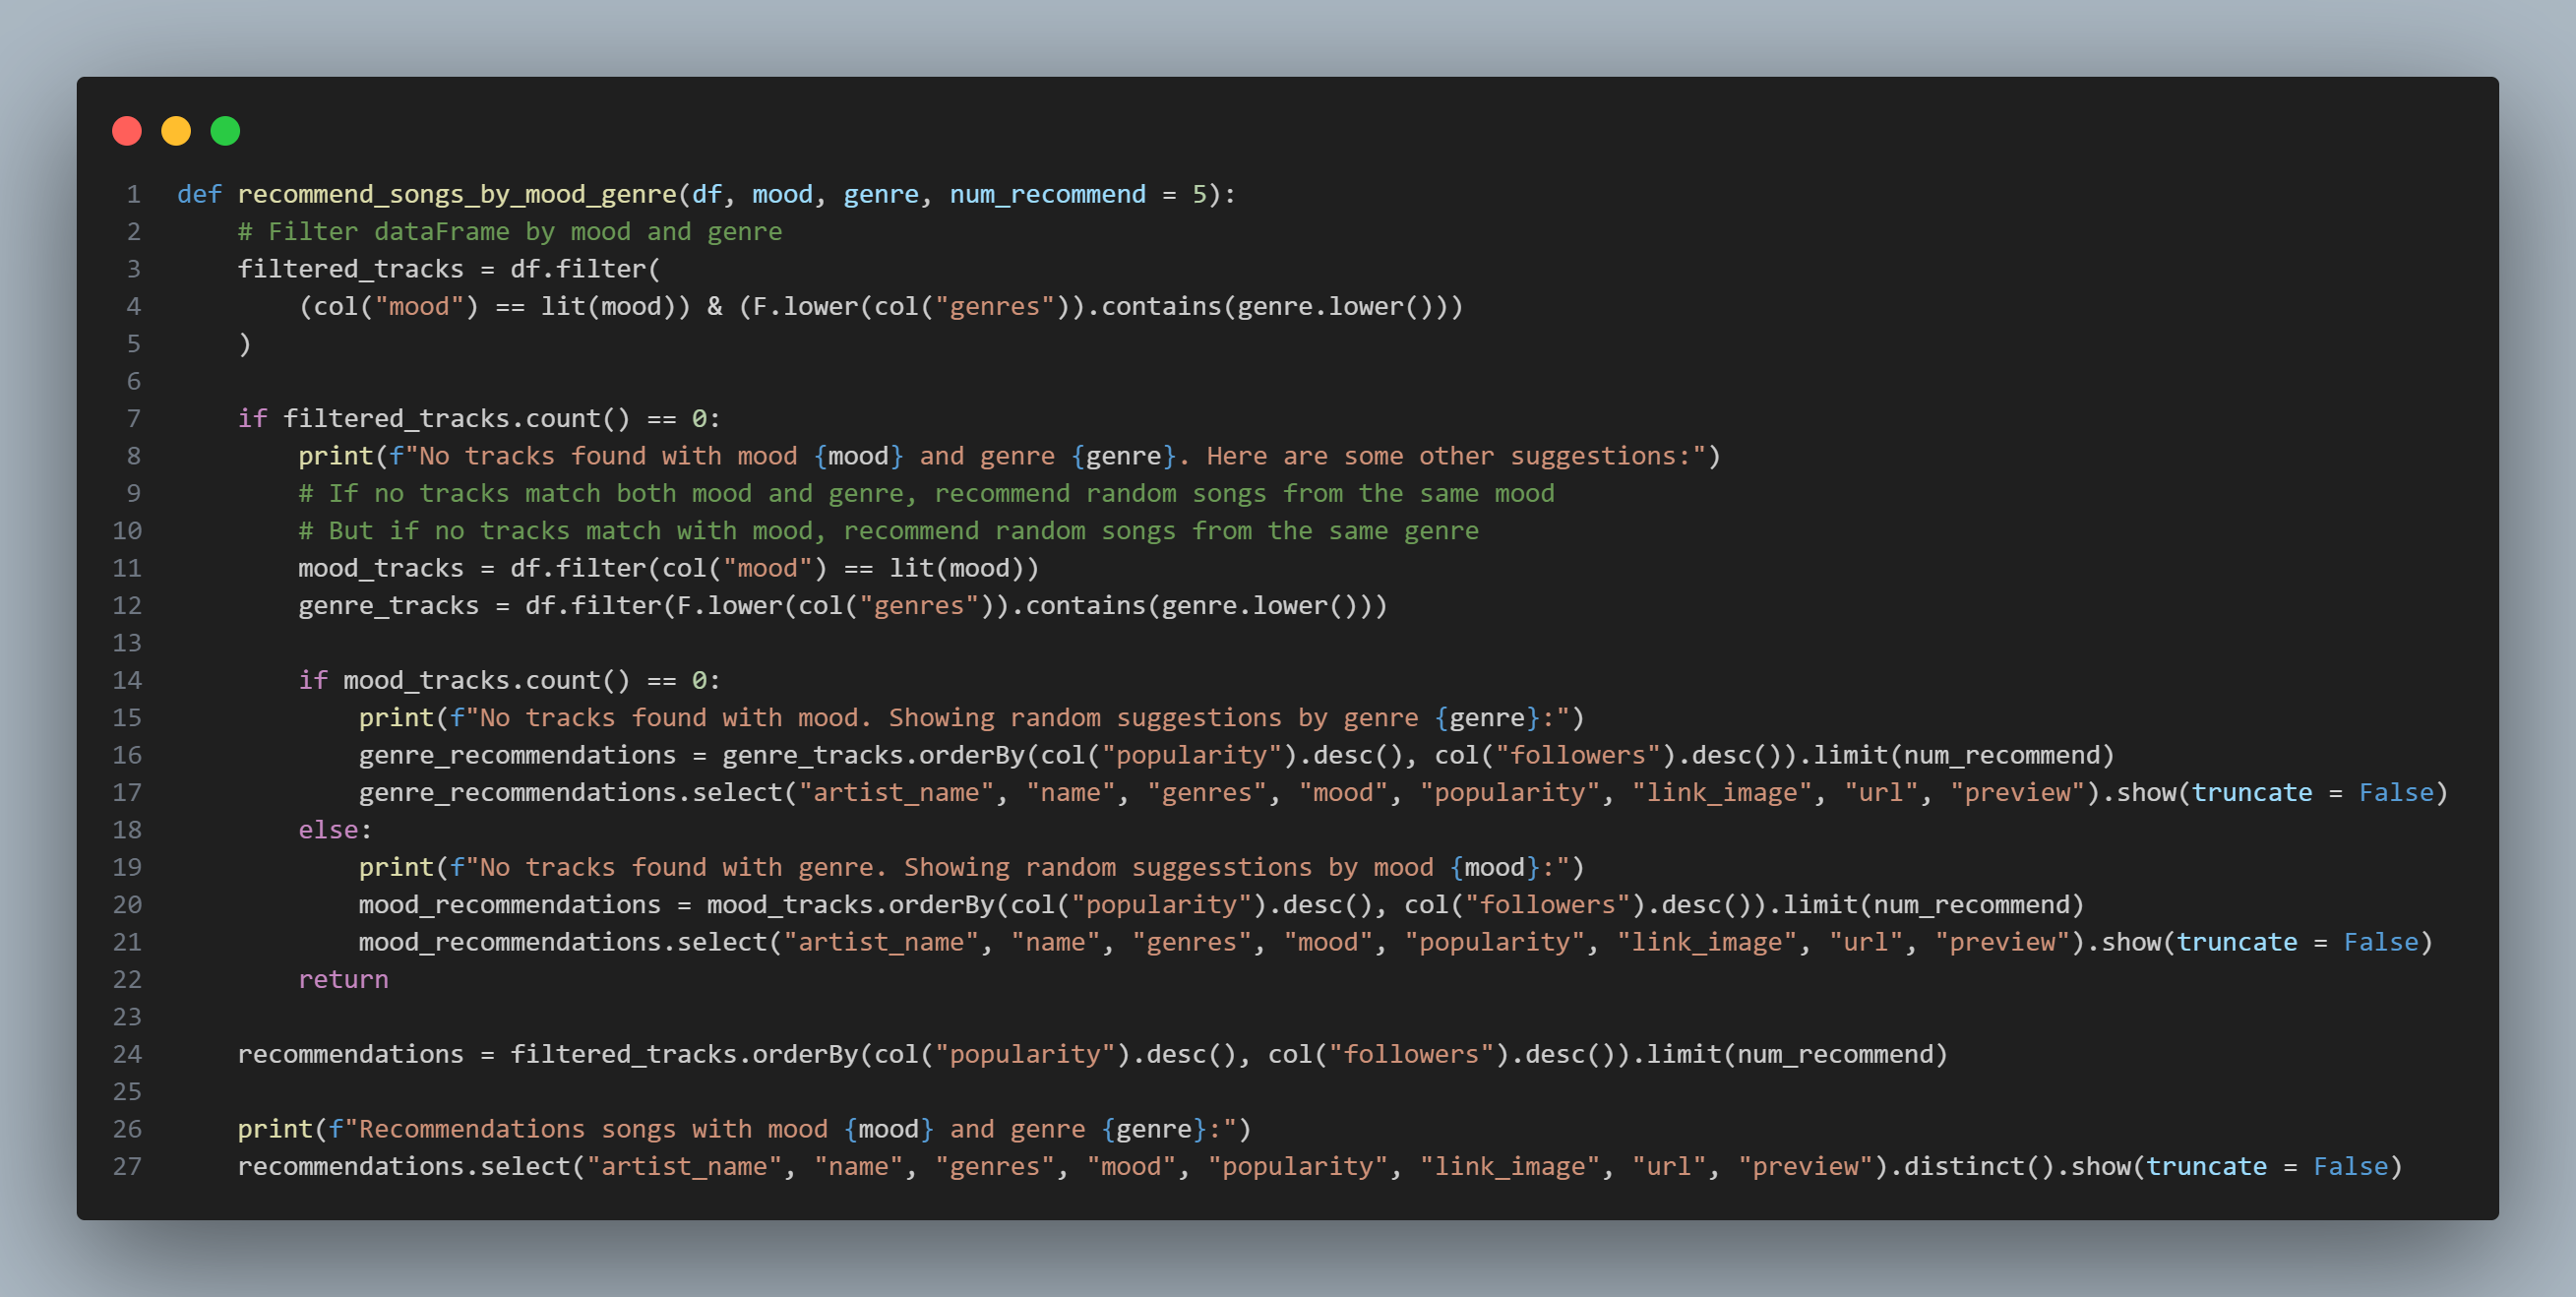 1 def recommend_songs_by_mood_genre(df, mood, genre, num_recommend = 5):
2     # Filter dataFrame by mood and genre
3     filtered_tracks = df.filter(
4         (col("mood") == lit(mood)) & (F.lower(col("genres")).contains(genre.lower()))
5     )
6
7     if filtered_tracks.count() == 0:
8         print(f"No tracks found with mood {mood} and genre {genre}. Here are some other suggestions:")
9         # If no tracks match both mood and genre, recommend random songs from the same mood
10         # But if no tracks match with mood, recommend random songs from the same genre
11         mood_tracks = df.filter(col("mood") == lit(mood))
12         genre_tracks = df.filter(F.lower(col("genres")).contains(genre.lower()))
13
14         if mood_tracks.count() == 0:
15             print(f"No tracks found with mood. Showing random suggestions by genre {genre}:")
16             genre_recommendations = genre_tracks.orderBy(col("popularity").desc(), col("followers").desc()).limit(num_recommend)
17             genre_recommendations.select("artist_name", "name", "genres", "mood", "popularity", "link_image", "url", "preview").show(truncate = False)
18         else:
19             print(f"No tracks found with genre. Showing random suggesstions by mood {mood}:")
20             mood_recommendations = mood_tracks.orderBy(col("popularity").desc(), col("followers").desc()).limit(num_recommend)
21             mood_recommendations.select("artist_name", "name", "genres", "mood", "popularity", "link_image", "url", "preview").show(truncate = False)
22         return
23
24     recommendations = filtered_tracks.orderBy(col("popularity").desc(), col("followers").desc()).limit(num_recommend)
25
26     print(f"Recommendations songs with mood {mood} and genre {genre}:")
27     recommendations.select("artist_name", "name", "genres", "mood", "popularity", "link_image", "url", "preview").distinct().show(truncate = False)